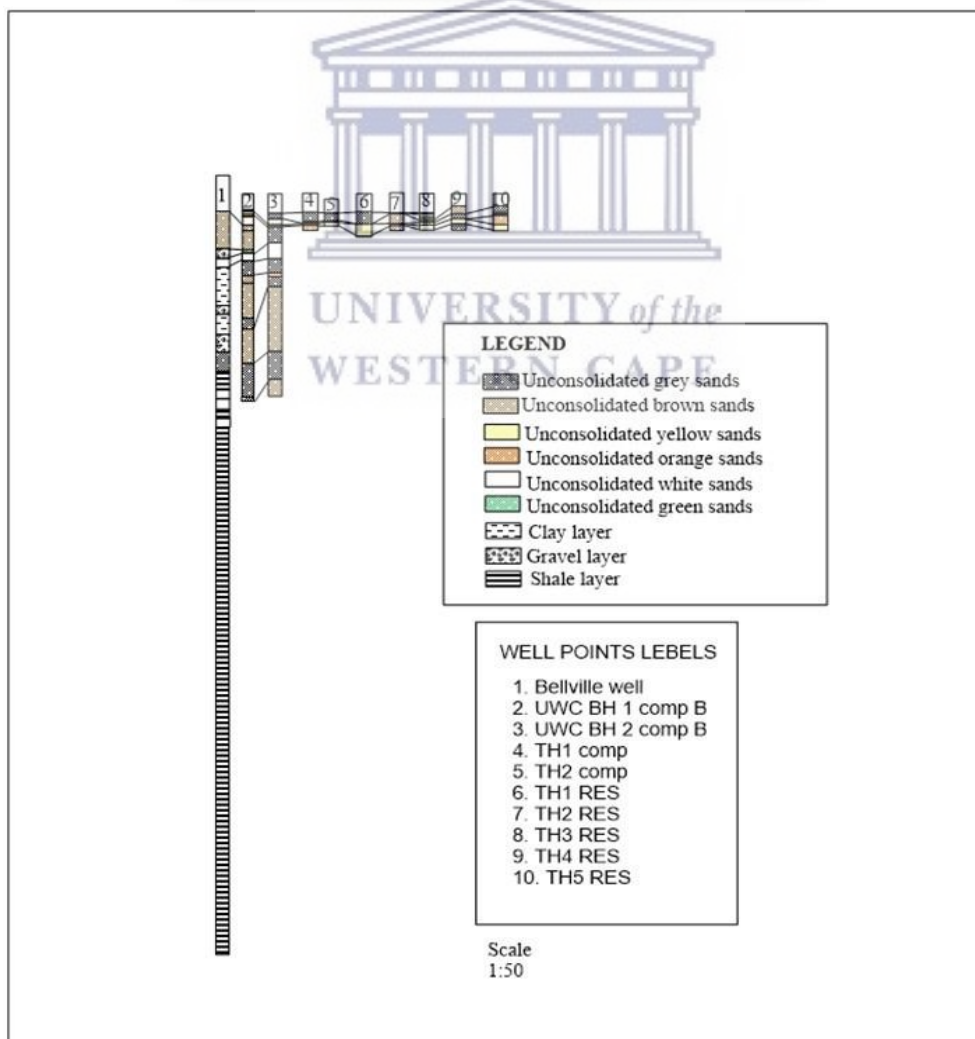 1 2 3 4 5 6 7 8 9 0
UNIVERSITY of the
WESTERN CAPE
LEGEND
Unconsolidated grey sands
Unconsolidated brown sands
Unconsolidated yellow sands
Unconsolidated orange sands
Unconsolidated white sands
Unconsolidated green sands
Clay layer
Gravel layer
Shale layer
WELL POINTS LEBELS
1. Bellville well
2. UWC BH 1 comp B
3. UWC BH 2 comp B
4. TH1 comp
5. TH2 comp
6. TH1 RES
7. TH2 RES
8. TH3 RES
9. TH4 RES
10. TH5 RES
Scale
1:50